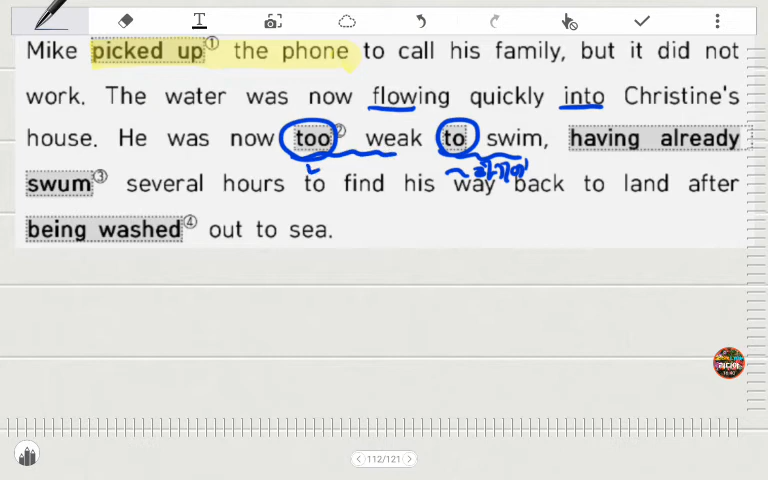 Mike picked up① the phone to call his family, but it did not
work. The water was now flowing quickly into Christine's
house. He was now too② weak to swim, having already
~하기에
swum③ several hours to find his way back to land after
being washed④ out to sea.
112/121